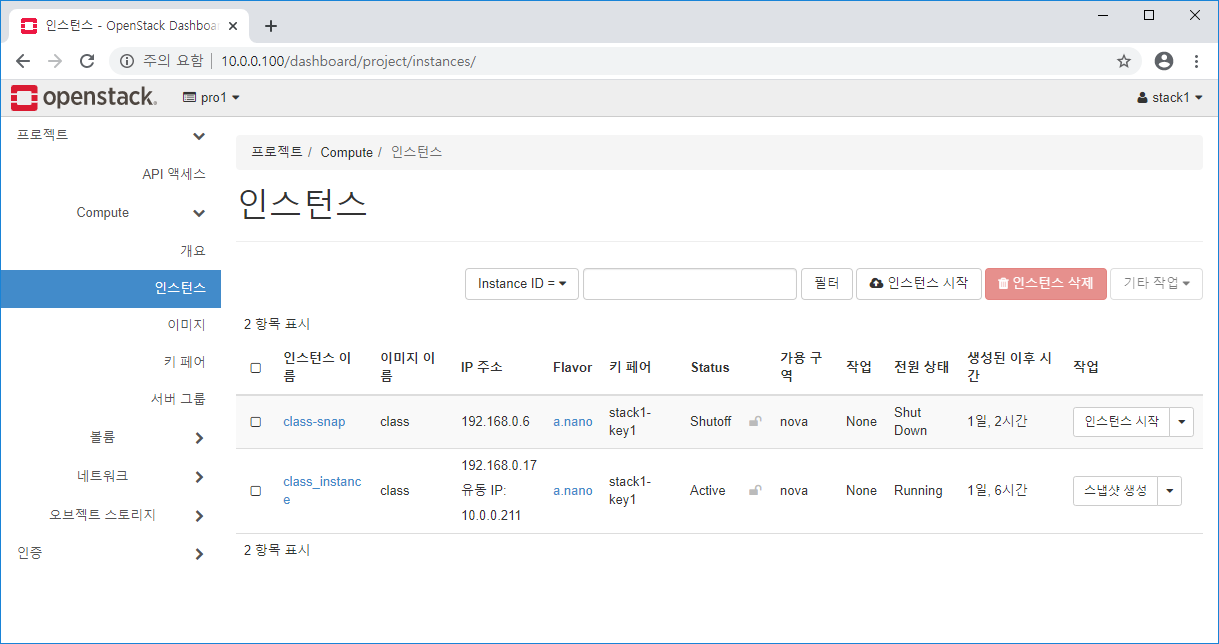 인스턴스 - OpenStack Dashboar
주의 요함 | 10.0.0.100/dashboard/project/instances/
openstack. pro1 stack1
프로젝트
API 액세스
Compute
개요
인스턴스
이미지
키 페어
서버 그룹
볼륨
네트워크
오브젝트 스토리지
인증
프로젝트 / Compute / 인스턴스
인스턴스
Instance ID = 필터 인스턴스 시작 인스턴스 삭제 기타 작업
2 항목 표시
인스턴스 이 이미지 이 IP 주소 Flavor 키 페어 Status 가용 구 작업 전원 상태 생성된 이후 시 작업
름 름 역 간
class-snap class 192.168.0.6 a.nano stack1- Shutoff nova None Shut 1일, 2시간 인스턴스 시작
key1 Down
class_instanc class 192.168.0.17 a.nano stack1- Active nova None Running 1일, 6시간 스냅샷 생성
e 유동 IP: key1
10.0.0.211
2 항목 표시